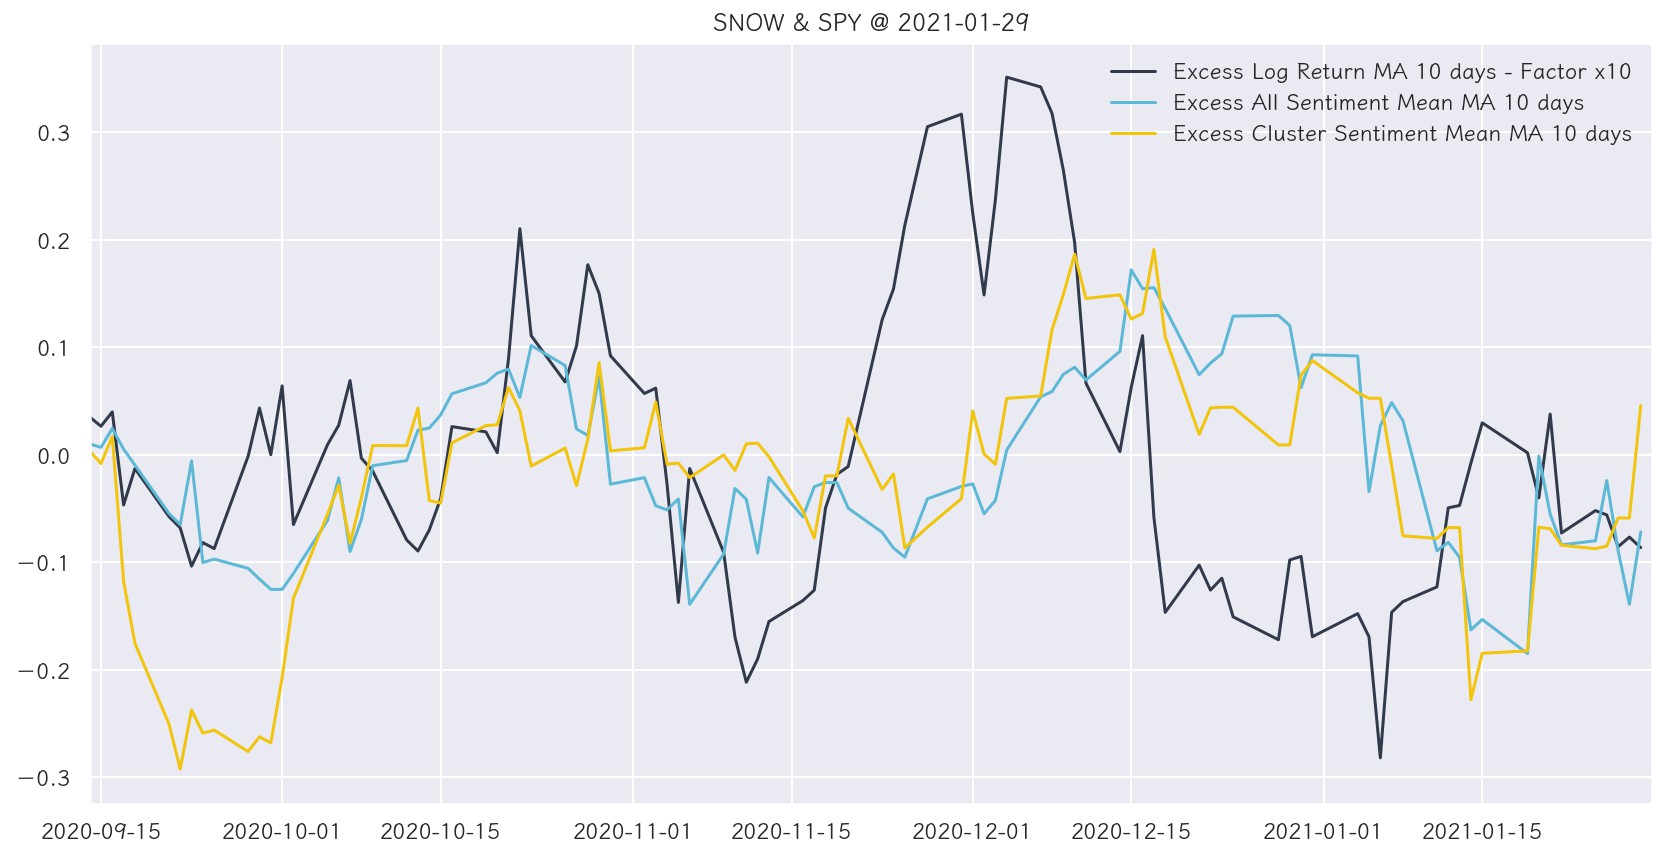 SNOW & SPY @ 2021-01-29
Excess Log Return MA 10 days - Factor x10
Excess All Sentiment Mean MA 10 days
Excess Cluster Sentiment Mean MA 10 days
0.3
0.2
0.1
0.0
−0.1
−0.2
−0.3
2020-09-15 2020-10-01 2020-10-15 2020-11-01 2020-11-15 2020-12-01 2020-12-15 2021-01-01 2021-01-15